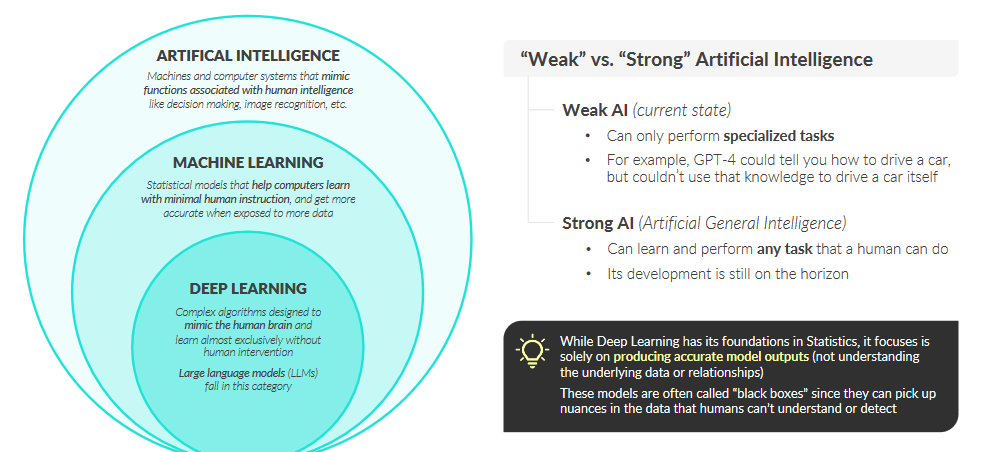 ARTIFICAL INTELLIGENCE
Machines and computer systems that mimic
functions associated with human intelligence
like decision making, image recognition, etc.
MACHINE LEARNING
Statistical models that help computers learn
with minimal human instruction, and get more
accurate when exposed to more data
DEEP LEARNING
Complex algorithms designed to
mimic the human brain and
learn almost exclusively without
human intervention
Large language models (LLMs)
fall in this category
“Weak” vs. “Strong” Artificial Intelligence
Weak AI (current state)
• Can only perform specialized tasks
• For example, GPT-4 could tell you how to drive a car,
but couldn’t use that knowledge to drive a car itself
Strong AI (Artificial General Intelligence)
• Can learn and perform any task that a human can do
• Its development is still on the horizon
While Deep Learning has its foundations in Statistics, it focuses is
solely on producing accurate model outputs (not understanding
the underlying data or relationships)
These models are often called “black boxes” since they can pick up
nuances in the data that humans can’t understand or detect